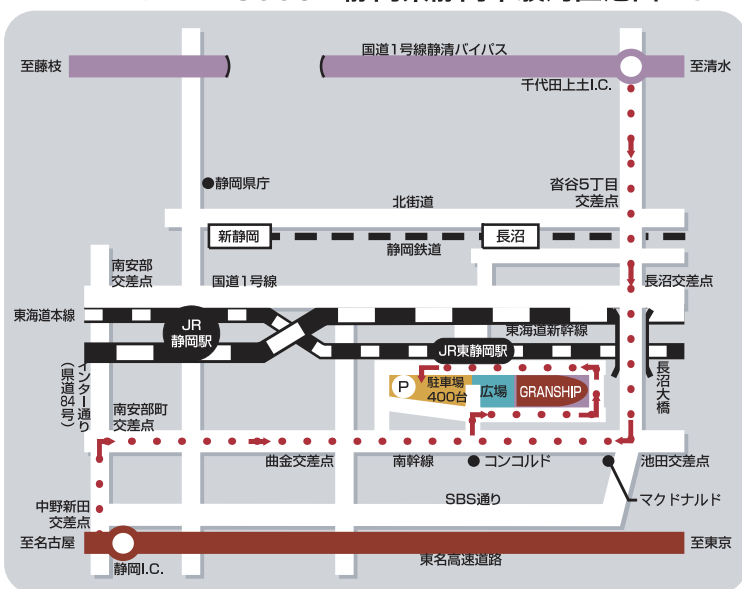 国道1号線静清バイパス
至藤枝
至清水
千代田上土I.C.
静岡県庁
沓谷5丁目
交差点
北街道
新静岡
長沼
静岡鉄道
南安部
交差点
国道1号線
長沼交差点
東海道本線
JR
静岡駅
東海道新幹線
JR東静岡駅
インター通り
(県道84号)
P
駐車場
400台
広場
GRANSHIP
長沼大橋
南安部町
交差点
曲金交差点
南幹線
コンコルド
池田交差点
SBS通り
マクドナルド
中野新田
交差点
至名古屋
至東京
東名高速道路
静岡I.C.